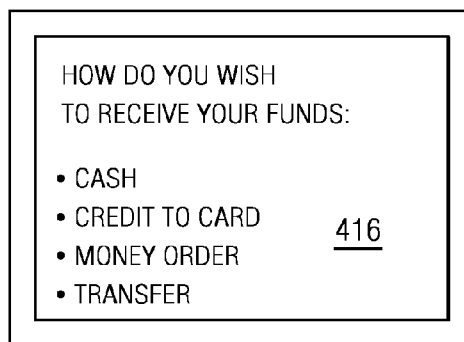 HOW DO YOU WISH
TO RECEIVE YOUR FUNDS:
• CASH
• CREDIT TO CARD
416
• MONEY ORDER
• TRANSFER